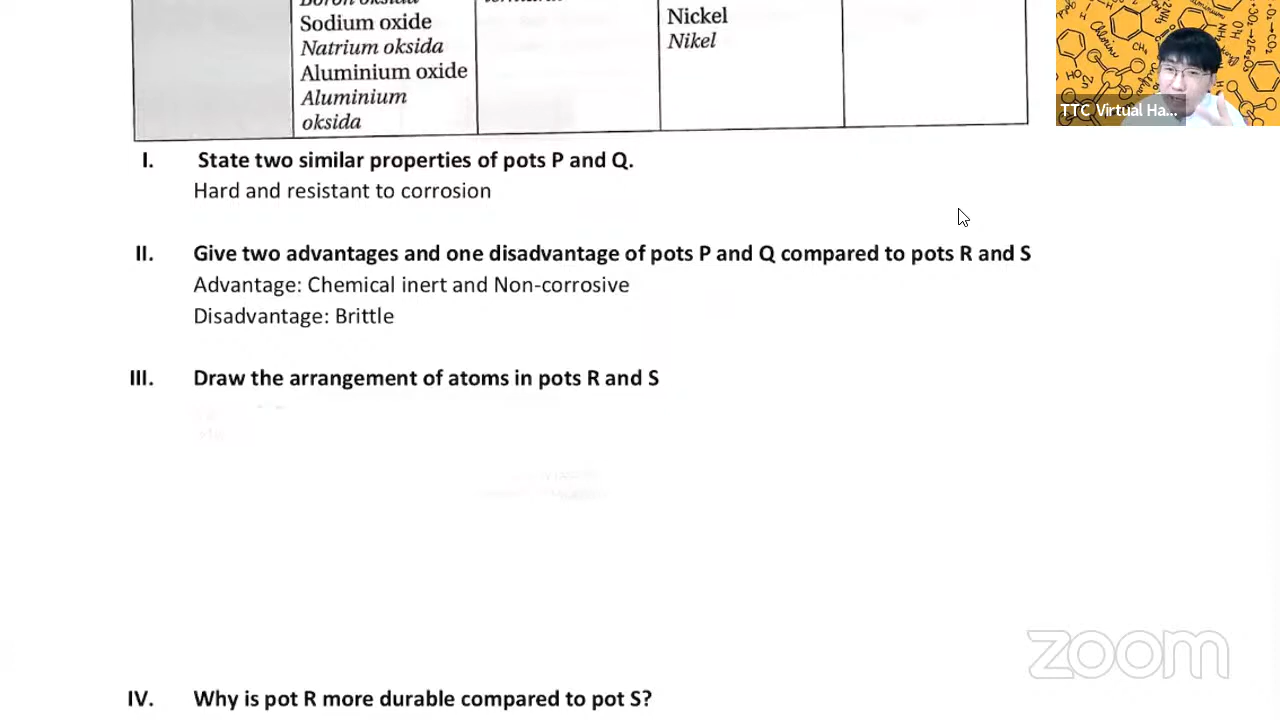 Sodium oxide
Natrium oksida
Aluminium oxide
Aluminium
oksida
Nickel
Nikel
TTC Virtual Ha...
I. State two similar properties of pots P and Q.
Hard and resistant to corrosion
II. Give two advantages and one disadvantage of pots P and Q compared to pots R and S
Advantage: Chemical inert and Non-corrosive
Disadvantage: Brittle
III. Draw the arrangement of atoms in pots R and S
zoom
IV. Why is pot R more durable compared to pot S?